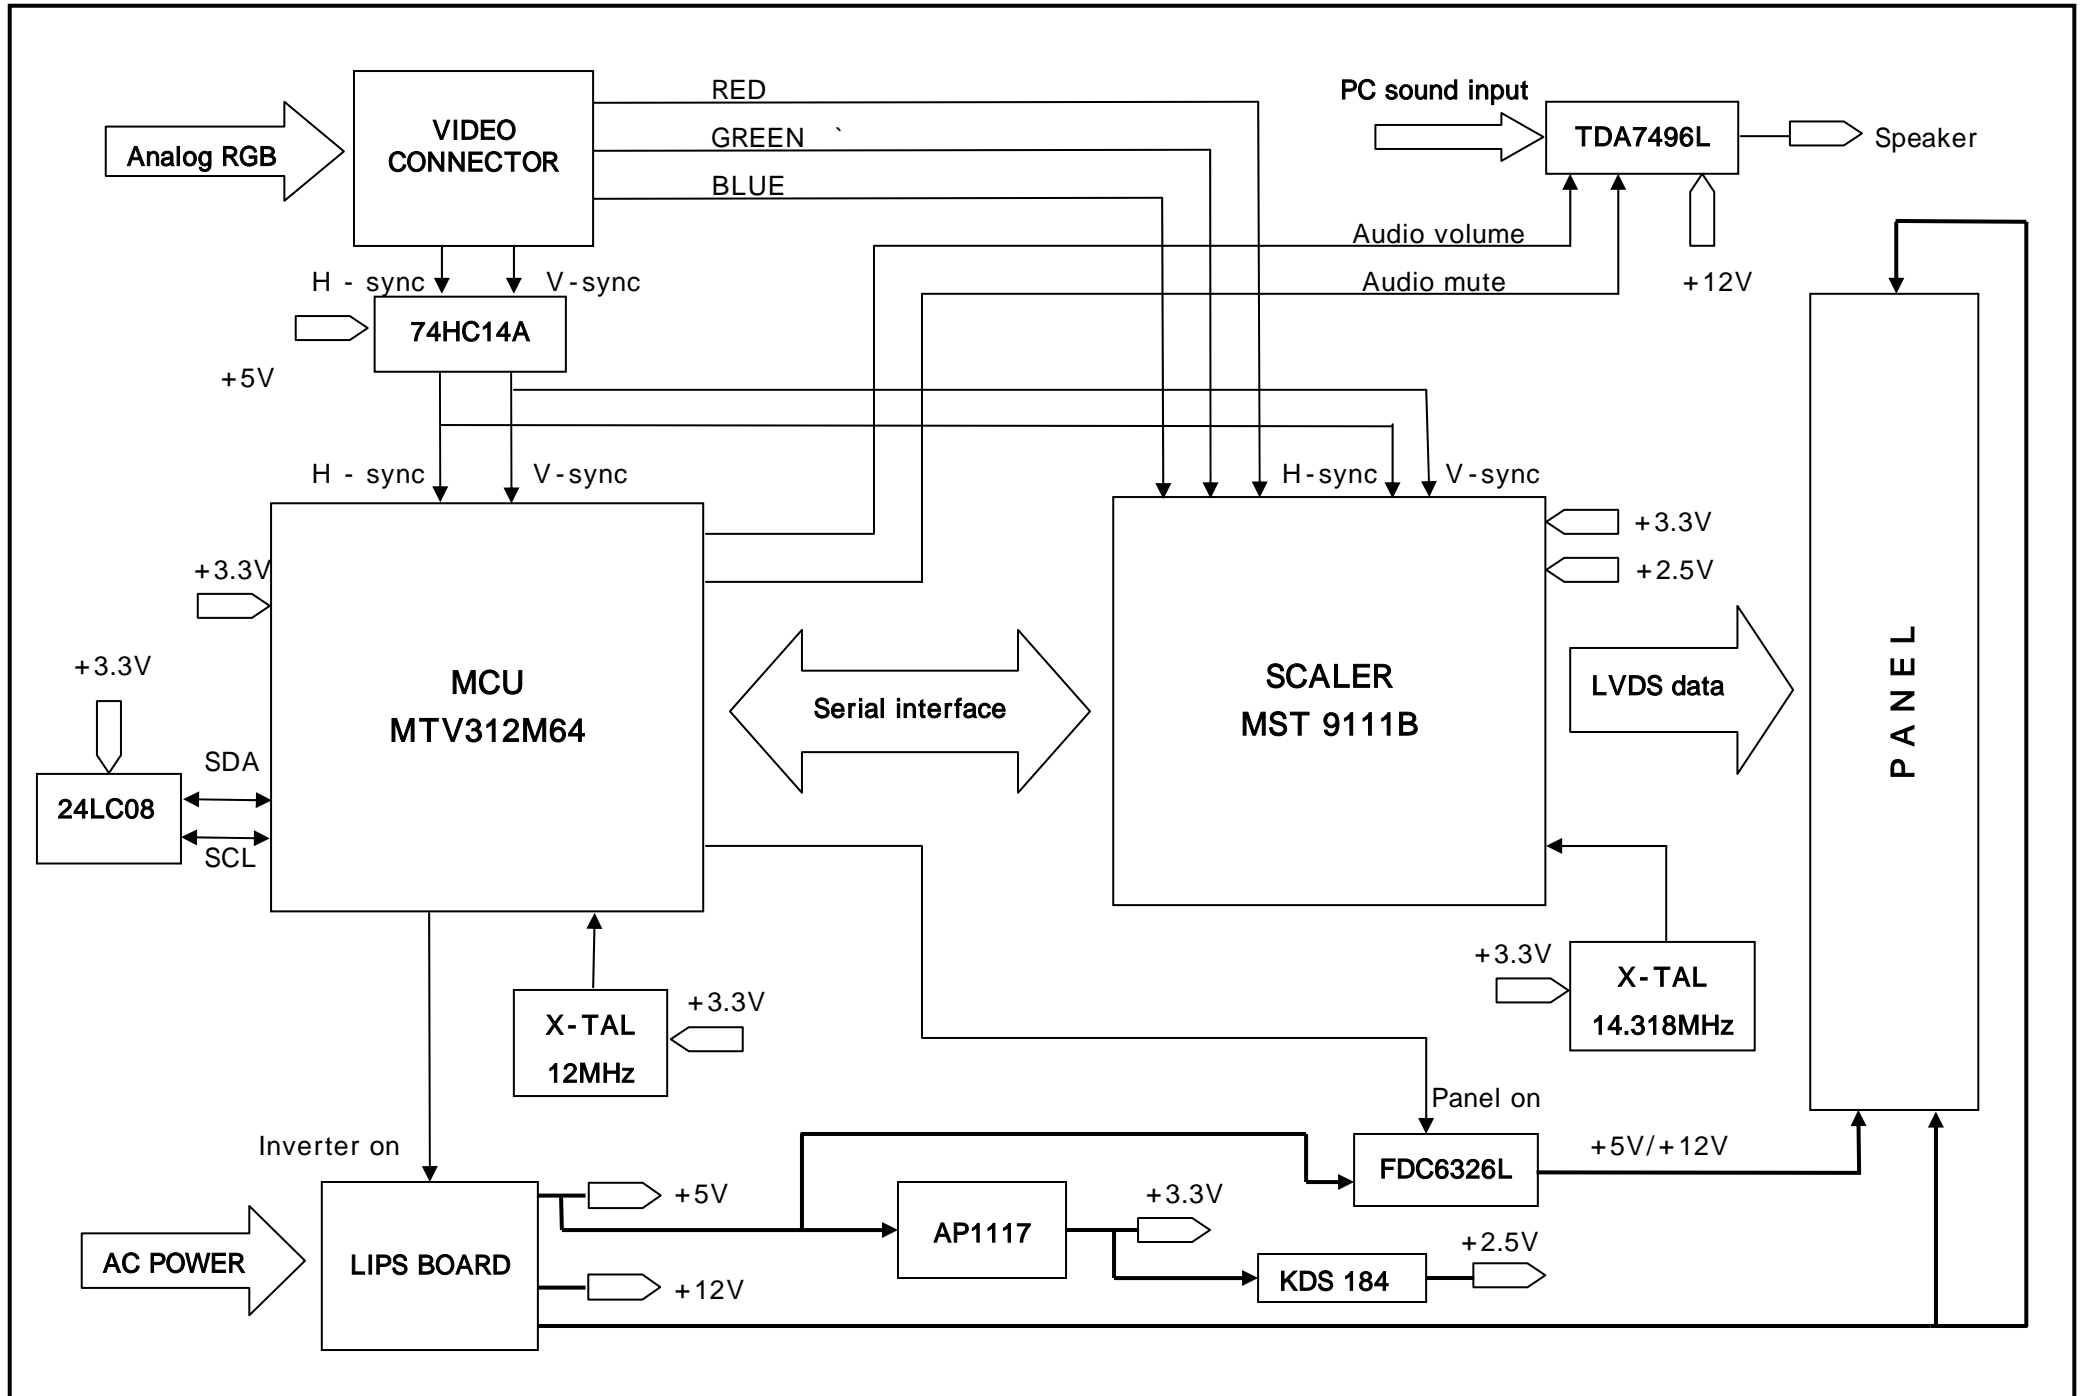 RED
PC sound input
VIDEO
CONNECTOR
Analog RGB
GREEN `
TDA7496L
Speaker
BLUE
Audio volume
H - sync
V-sync
Audio mute
+12V
74HC14A
+5V
H - sync
V-sync
H-sync
V-sync
+3.3V
+3.3V
+2.5V
+3.3V
MCU
MTV312M64
Serial interface
SCALER
MST 9111B
LVDS data
PANEL
SDA
24LC08
SCL
+3.3V
X-TAL
14.318MHz
+3.3V
X-TAL
12MHz
Panel on
Inverter on
FDC6326L
+5V/+12V
+5V
+3.3V
AP1117
+2.5V
AC POWER
LIPS BOARD
KDS 184
+12V